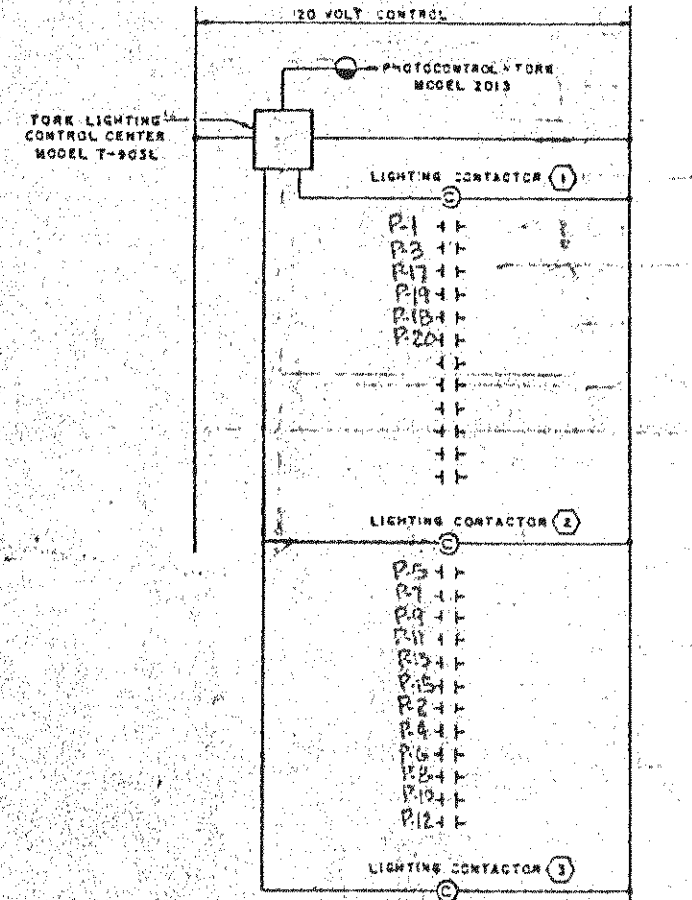 120 VOLT CONTROL
PHOTOCONTROL - TORK
MODEL 2013
TORK LIGHTING
CONTROL CENTER
MODEL T-903L
LIGHTING CONTACTOR 1
C
P-1
P-3
P-17
P-19
P-18
P-20
LIGHTING CONTACTOR 2
C
P-5
P-7
P-9
P-11
P-13
P-15
P-2
P-4
P-6
P-8
P-10
P-12
LIGHTING CONTACTOR 3
C